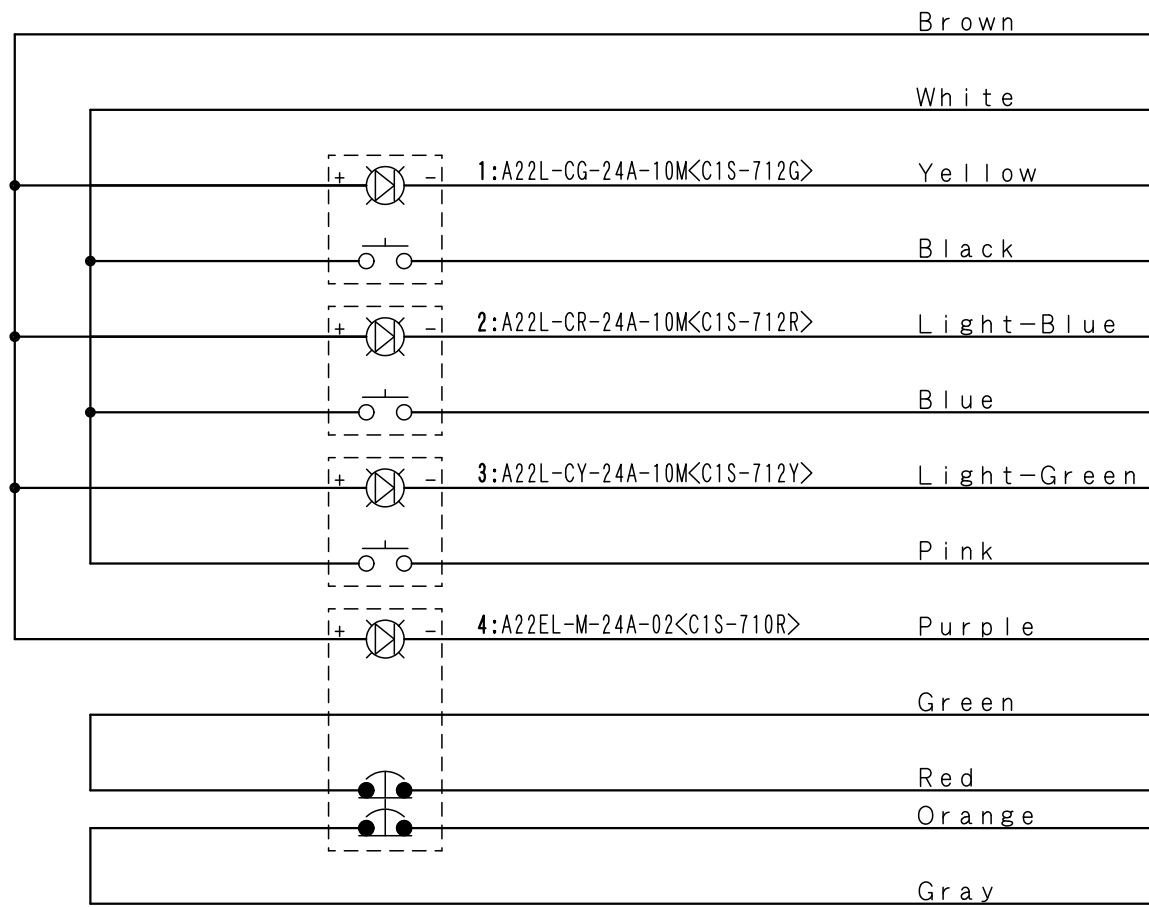 Brown
White
+ - 1:A22L-CG-24A-10M<C1S-712G> Yellow
Black
+ - 2:A22L-CR-24A-10M<C1S-712R> Light-Blue
Blue
+ - 3:A22L-CY-24A-10M<C1S-712Y> Light-Green
Pink
+ - 4:A22EL-M-24A-02<C1S-710R> Purple
Green
Red
Orange
Gray